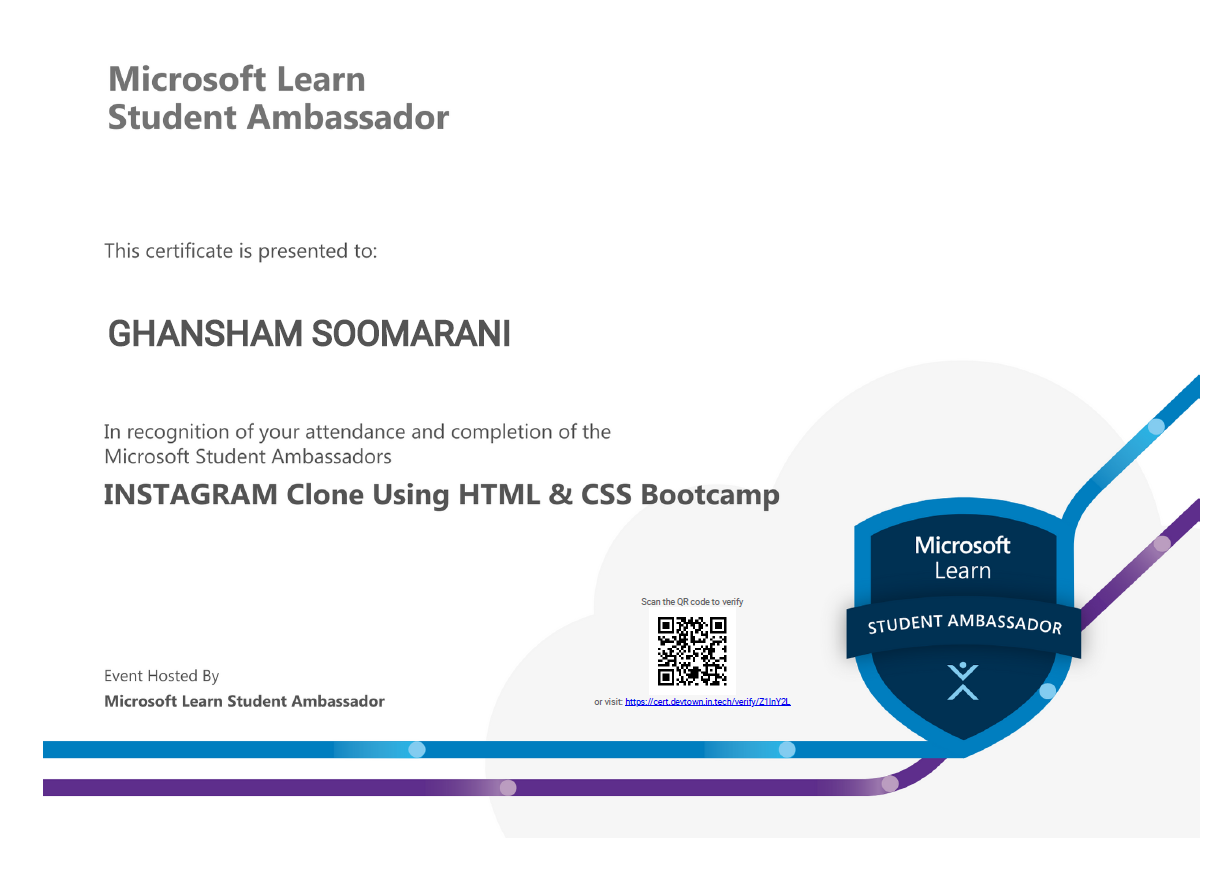 Microsoft Learn
Student Ambassador
This certificate is presented to:
GHANSHAM SOOMARANI
In recognition of your attendance and completion of the
Microsoft Student Ambassadors
INSTAGRAM Clone Using HTML & CSS Bootcamp
Microsoft
Learn
STUDENT AMBASSADOR
Scan the QR code to verify
or visit: https://cert.devtown.in.tech/verify/Z1InY2L
Event Hosted By
Microsoft Learn Student Ambassador